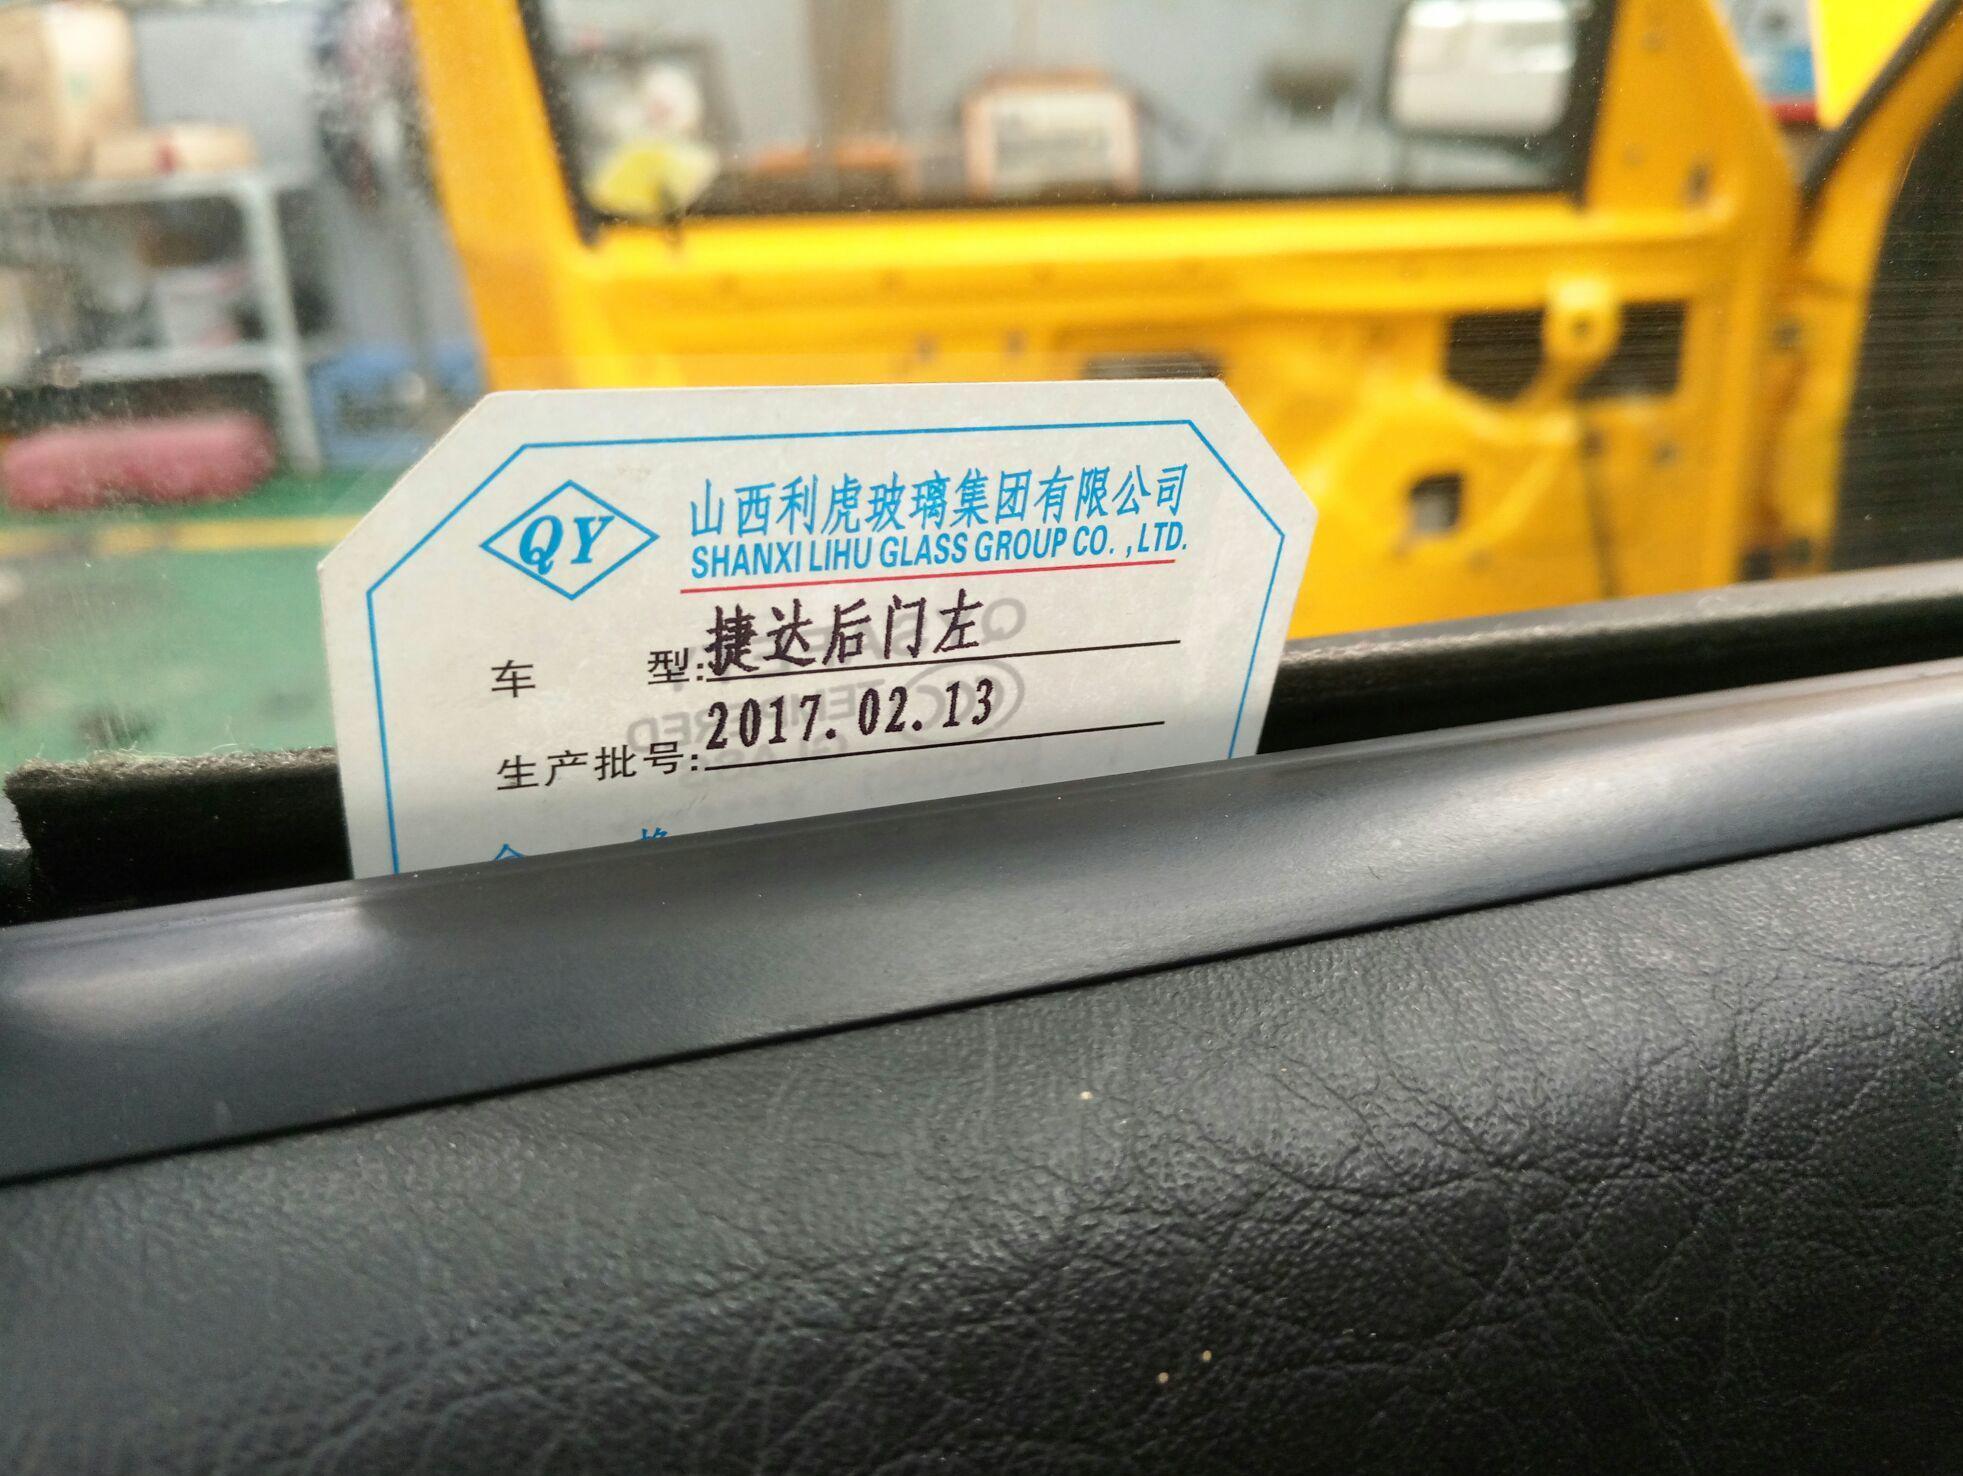 QY
山西利虎玻璃集团有限公司
SHANXI LIHU GLASS GROUP CO.,LTD.
车 型:捷达后门左
生产批号:2017.02.13